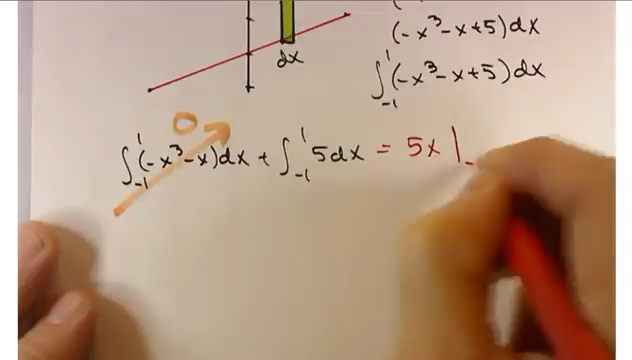 (-x³-x+5)dx
∫₋₁¹(-x³-x+5)dx
dx
0
∫₋₁¹(-x³-x)dx + ∫₋₁¹5dx = 5x|₋